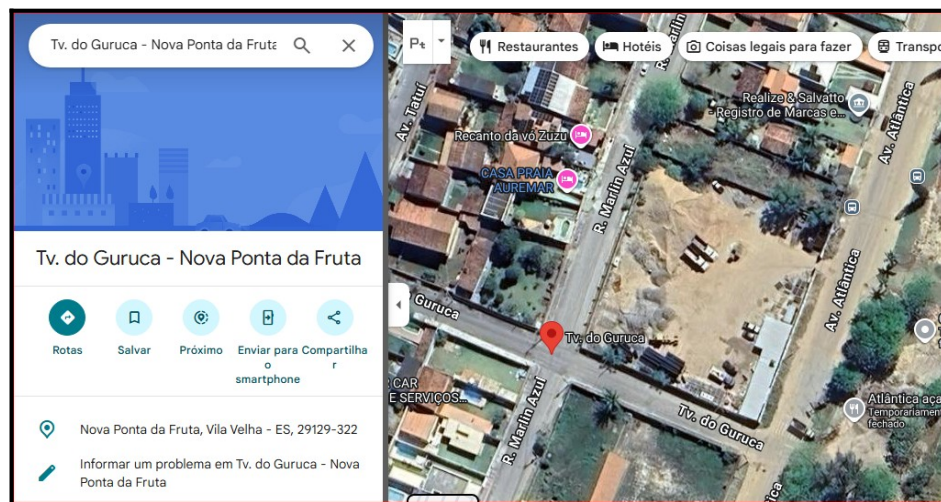 Tv. do Guruca - Nova Ponta da Fruta
Tv. do Guruca - Nova Ponta da Fruta
Rotas
Salvar
Próximo
Enviar para o smartphone
Compartilha
r
Nova Ponta da Fruta, Vila Velha - ES, 29129-322
Informar um problema em Tv. do Guruca - Nova
Ponta da Fruta
Restaurantes
Hotéis
Coisas legais para fazer
Transpo
Av. Tatuí
R. Marlin
Realize & Salvatto
- Registro de Marcas e...
Av. Atlântica
Recanto da vó Zuzu
CASA PRAIA
AUREMAR
R. Marlin Azul
Av. Atlântica
Guruca
Tv. do Guruca
CAR
E SERVIÇOS...
R. Marlin Azul
Tv. do Guruca
Atlântica aça
Temporariamen
fechado